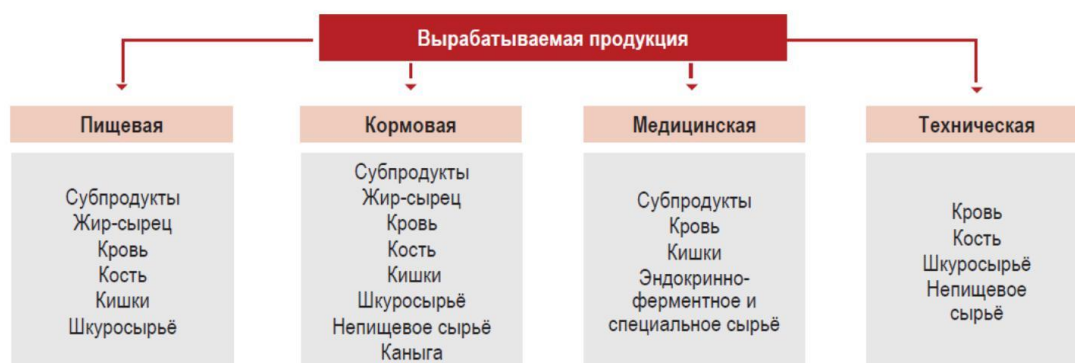 Вырабатываемая продукция
Пищевая
Субпродукты
Жир-сырец
Кровь
Кость
Кишки
Шкуросырьё
Кормовая
Субпродукты
Жир-сырец
Кровь
Кость
Кишки
Шкуросырьё
Непищевое сырьё
Каныга
Медицинская
Субпродукты
Кровь
Кишки
Эндокринно-
ферментное и
специальное сырьё
Техническая
Кровь
Кость
Шкуросырьё
Непищевое
сырьё